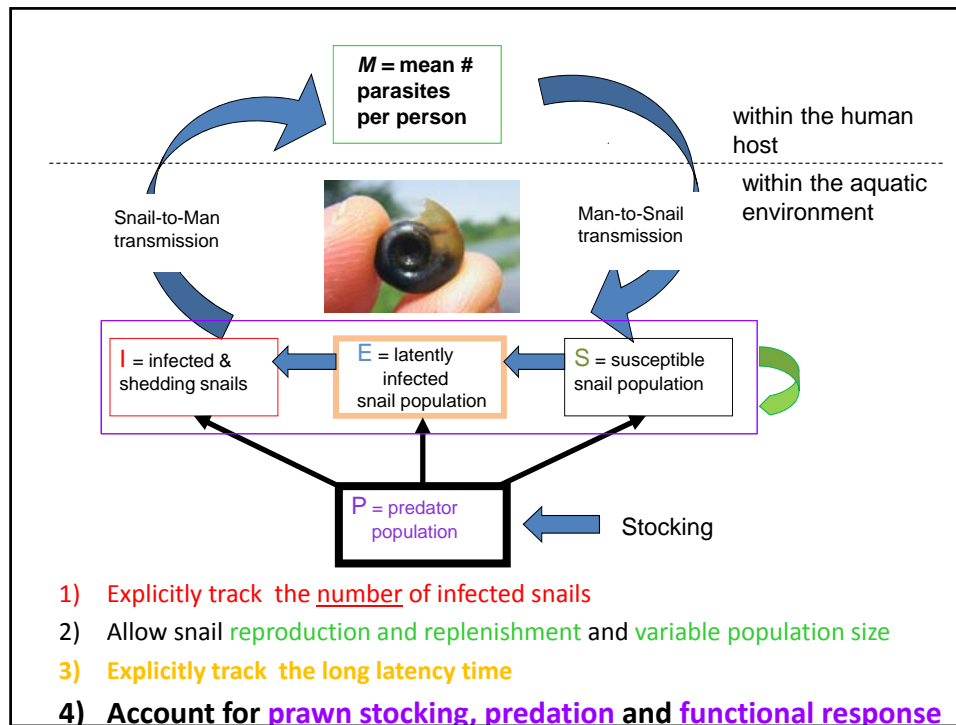 M = mean #
parasites
per person
within the human
host
within the aquatic
environment
Snail-to-Man
transmission
Man-to-Snail
transmission
I = infected &
shedding snails
E = latently
infected
snail population
S = susceptible
snail population
P = predator
population
Stocking
1) Explicitly track the number of infected snails
2) Allow snail reproduction and replenishment and variable population size
3) Explicitly track the long latency time
4) Account for prawn stocking, predation and functional response